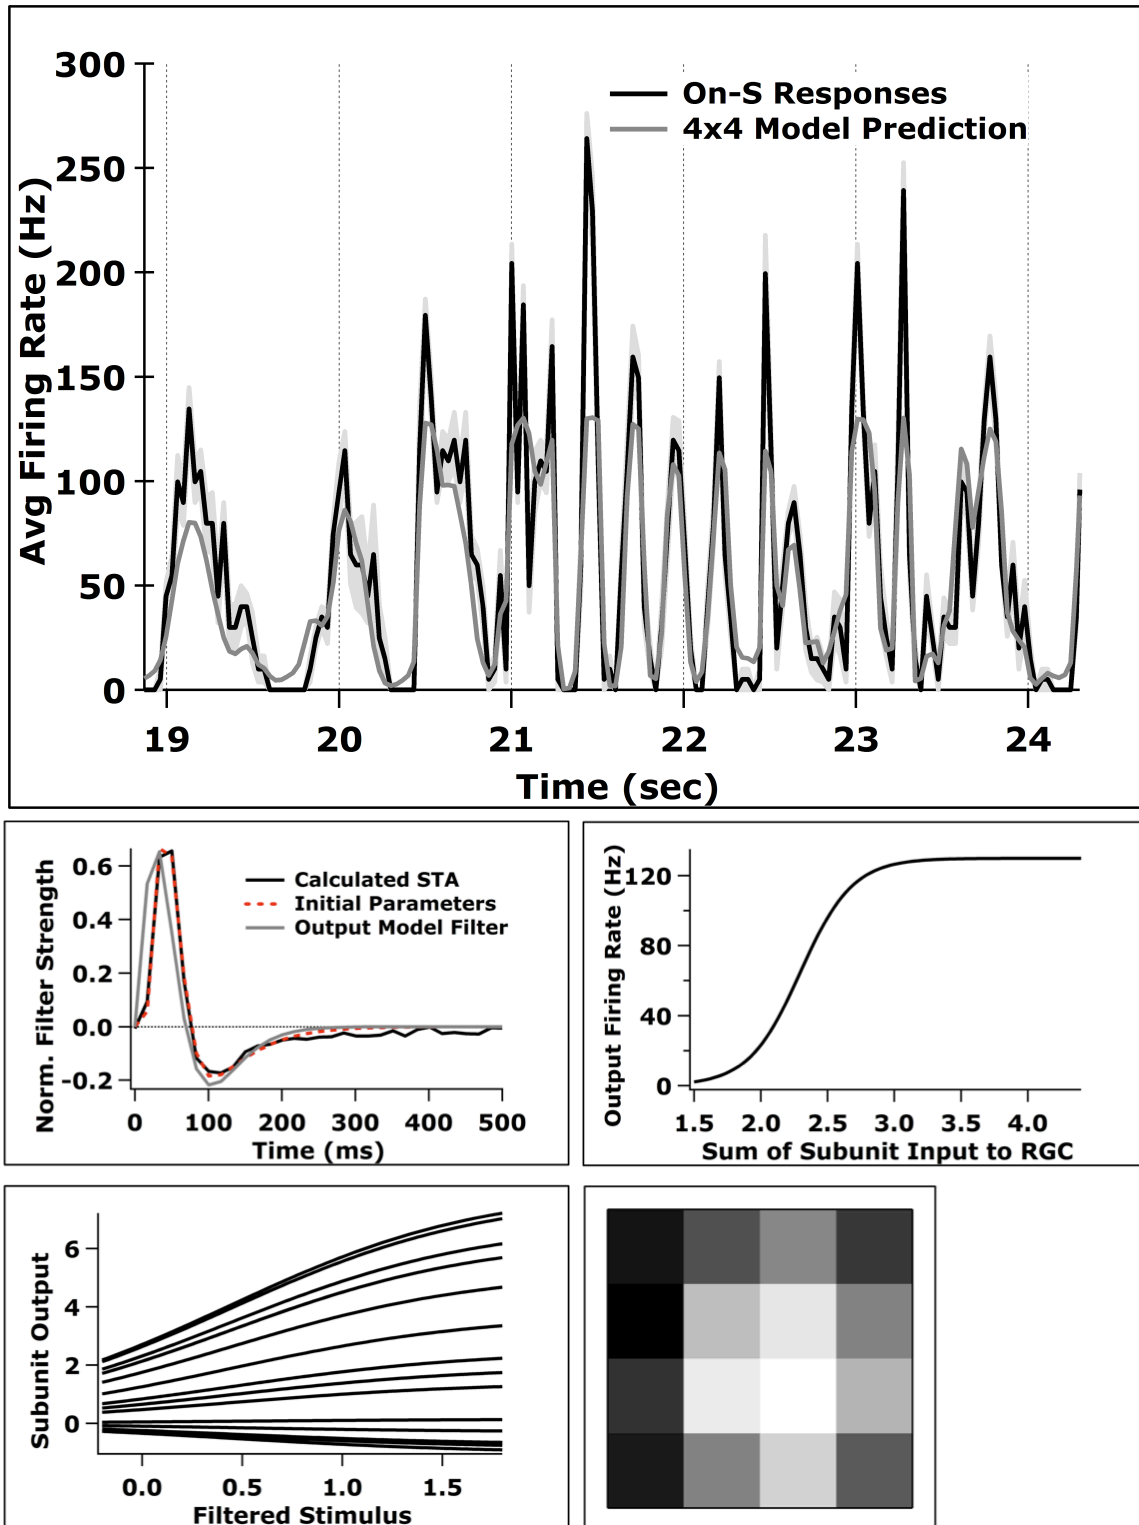 300
250
200
150
100
50
0
Avg Firing Rate (Hz)
On-S Responses
4x4 Model Prediction
19 20 21 22 23 24
Time (sec)
Norm. Filter Strength
0.6
0.4
0.2
0.0
-0.2
Calculated STA
Initial Parameters
Output Model Filter
0 100 200 300 400 500
Time (ms)
Output Firing Rate (Hz)
120
80
40
0
1.5 2.0 2.5 3.0 3.5 4.0
Sum of Subunit Input to RGC
Subunit Output
6
4
2
0
0.0 0.5 1.0 1.5
Filtered Stimulus